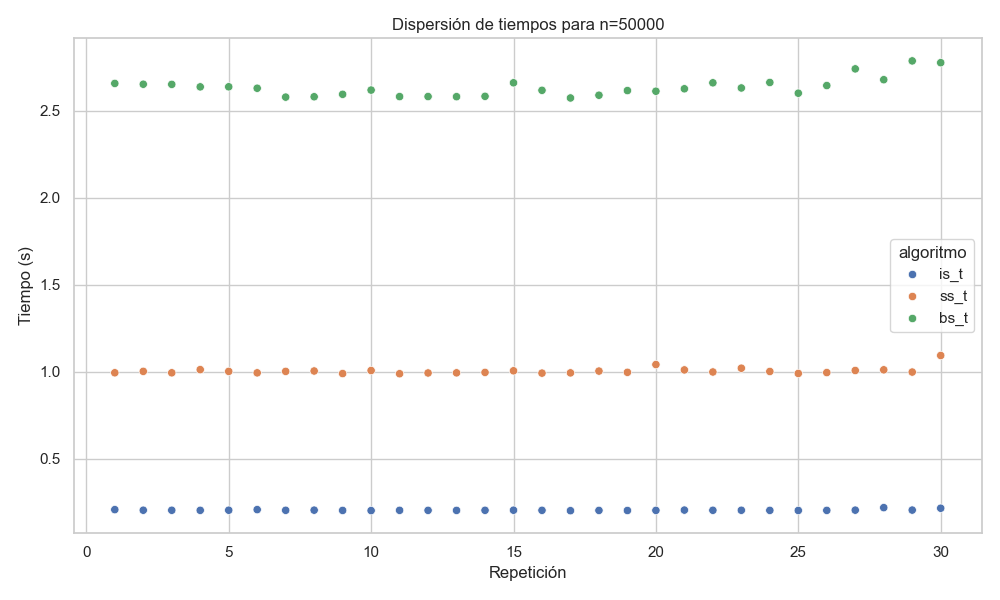 Dispersión de tiempos para n=50000
Tiempo (s)
2.5
2.0
1.5
1.0
0.5
algoritmo
is_t
ss_t
bs_t
0 5 10 15 20 25 30
Repetición